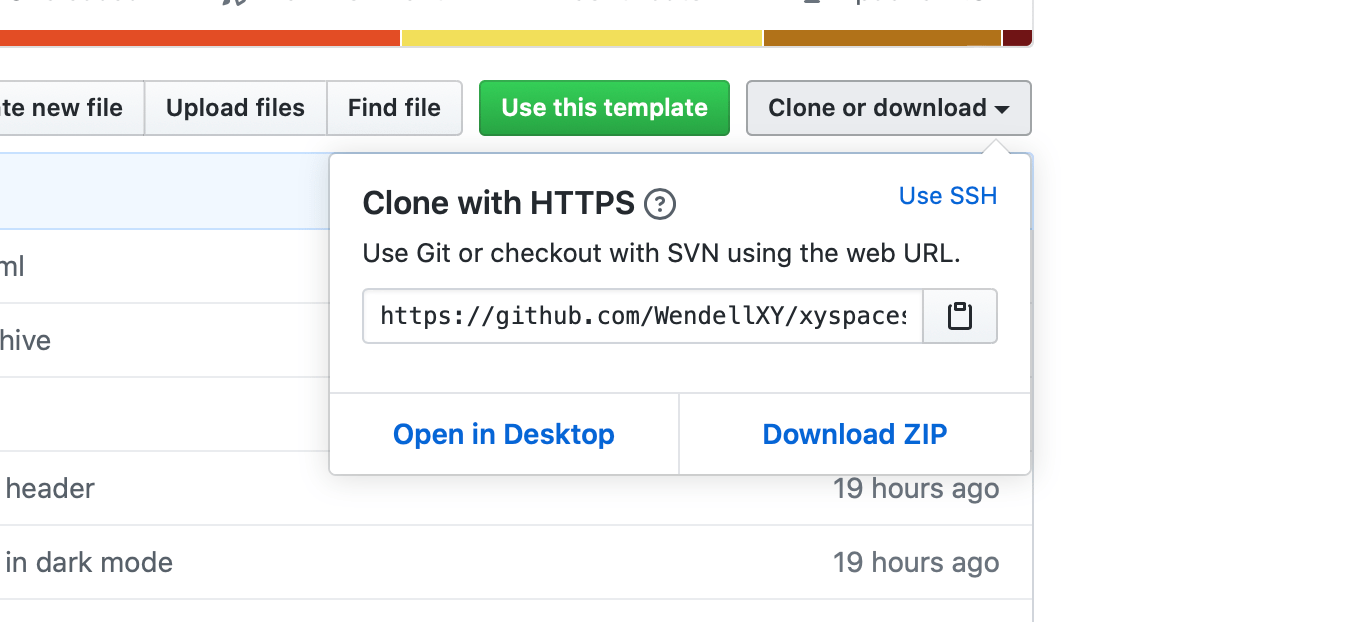 te new file
Upload files
Find file
Use this template
Clone or download
Clone with HTTPS ?
Use SSH
Use Git or checkout with SVN using the web URL.
https://github.com/WendellXY/xyspaces
Open in Desktop
Download ZIP
ml
hive
header
19 hours ago
in dark mode
19 hours ago